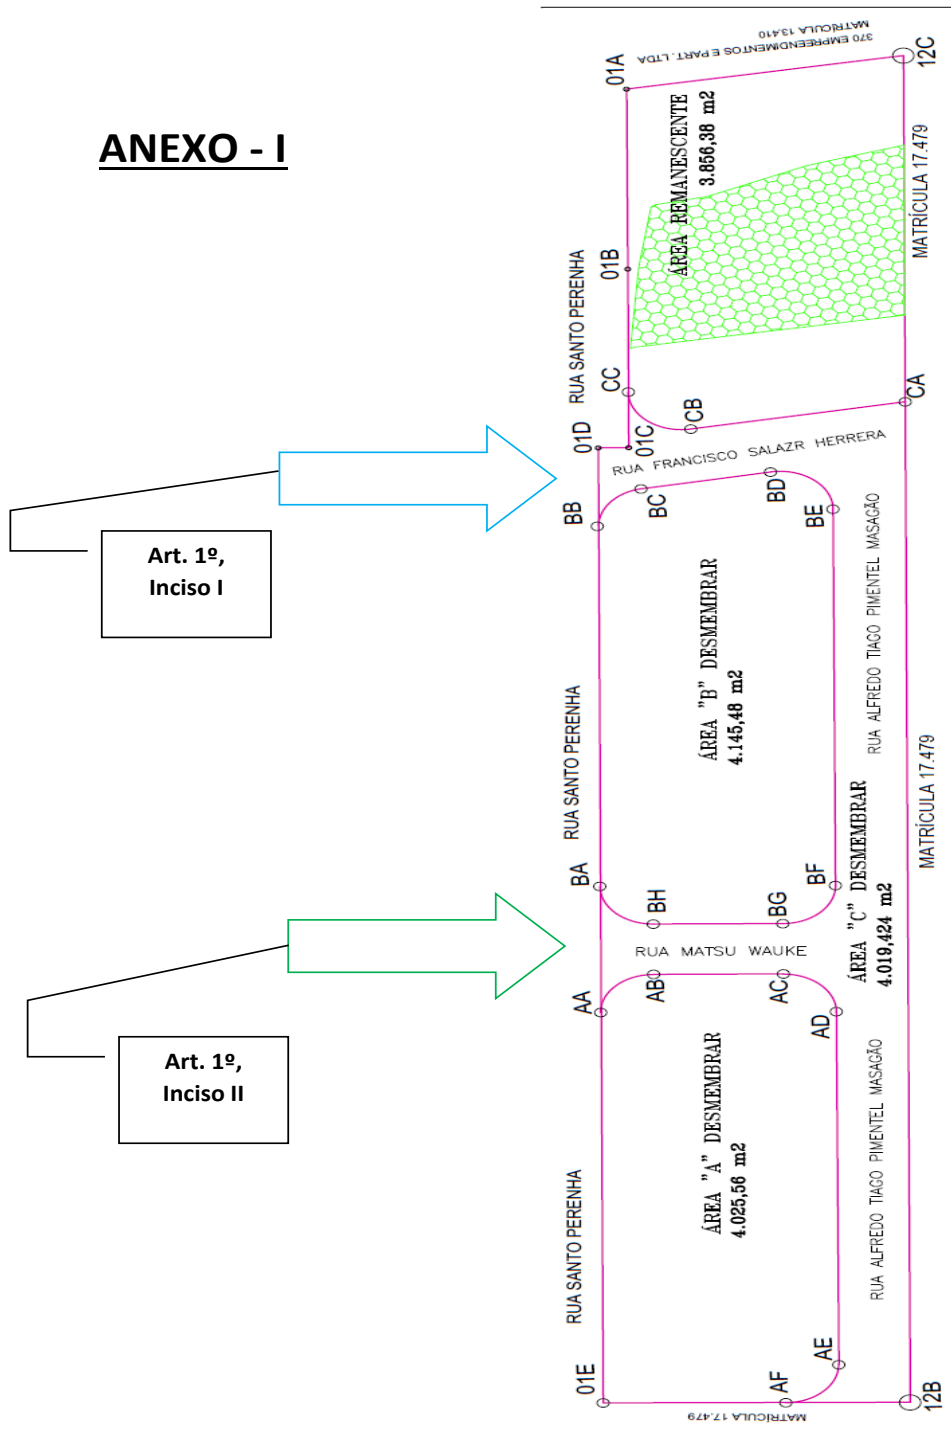 ANEXO - I
370 EMPREENDIMENTOS E PART. LTDA
MATRÍCULA 13.410
12C
01A
ÁREA REMANESCENTE
3.856,38 m2
MATRÍCULA 17.479
01B
RUA SANTO PERENHA
CC
CB
CA
01D
01C
RUA FRANCISCO SALAZR HERRERA
BB
BC
BD
BE
Art. 1º,
Inciso I
ÁREA "B" DESMEMBRAR
4.145,48 m2
RUA ALFREDO TIAGO PIMENTEL MASAGÃO
RUA SANTO PERENHA
MATRÍCULA 17.479
BA
BH
BG
BF
ÁREA "C" DESMEMBRAR
4.019,424 m2
RUA MATSU WAUKE
AA
AB
AC
AD
Art. 1º,
Inciso II
ÁREA "A" DESMEMBRAR
4.025,56 m2
RUA ALFREDO TIAGO PIMENTEL MASAGÃO
RUA SANTO PERENHA
01E
AF
AE
12B
MATRÍCULA 17.479